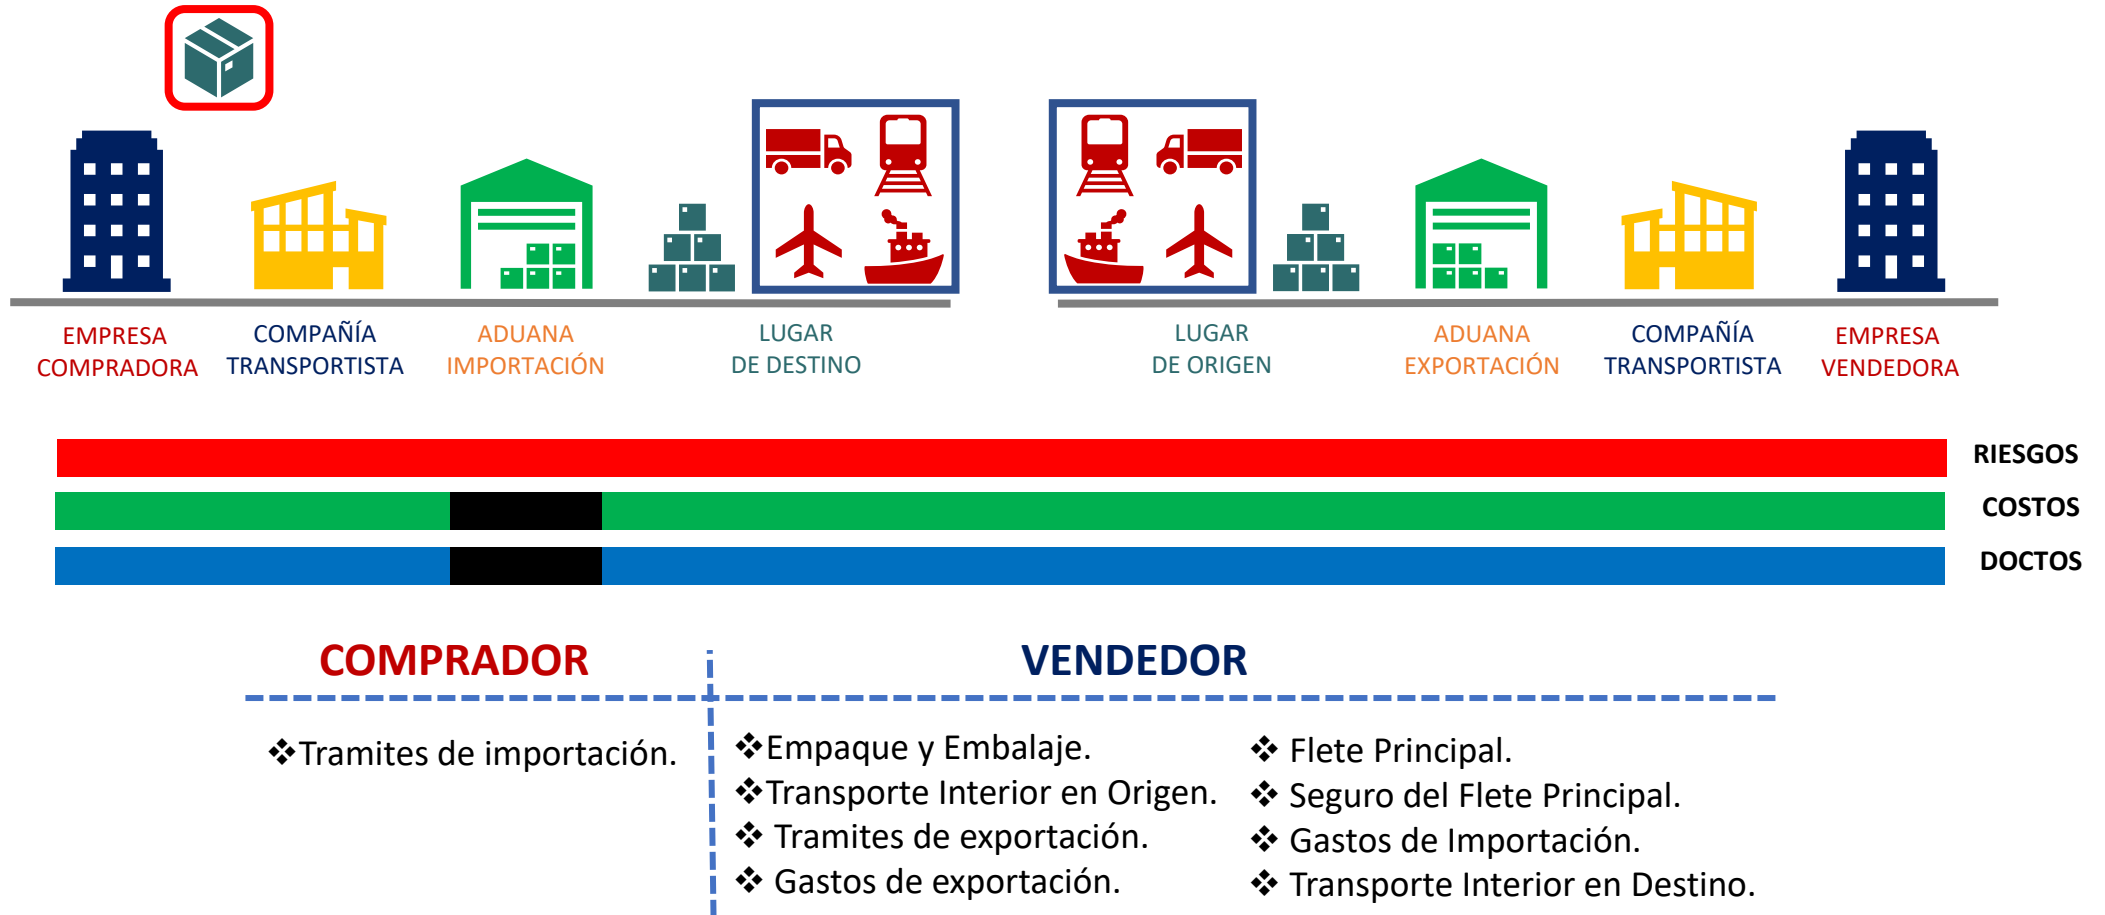 EMPRESA
COMPRADORA
COMPAÑÍA
TRANSPORTISTA
ADUANA
IMPORTACIÓN
LUGAR
DE DESTINO
LUGAR
DE ORIGEN
ADUANA
EXPORTACIÓN
COMPAÑÍA
TRANSPORTISTA
EMPRESA
VENDEDORA
RIESGOS
COSTOS
DOCTOS
COMPRADOR
❖Tramites de importación.
VENDEDOR
❖Empaque y Embalaje.
❖Transporte Interior en Origen.
❖ Tramites de exportación.
❖ Gastos de exportación.
❖ Flete Principal.
❖ Seguro del Flete Principal.
❖ Gastos de Importación.
❖ Transporte Interior en Destino.